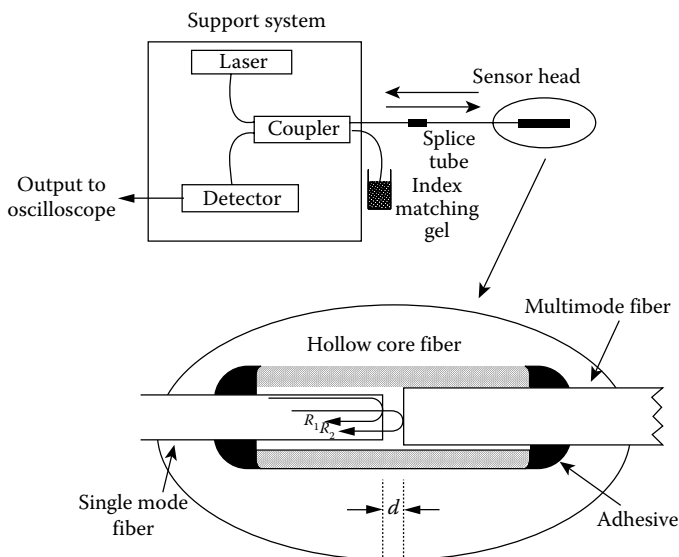 Support system
Laser
Sensor head
Coupler
Splice
tube
Output to
oscilloscope
Detector
Index
matching
gel
Multimode fiber
Hollow core fiber
R1R2
Single mode
fiber
d
Adhesive